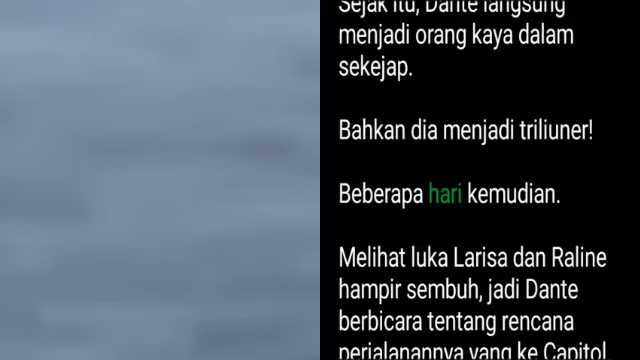 Sejak itu, Dante langsung
menjadi orang kaya dalam
sekejap.
Bahkan dia menjadi triliuner!
Beberapa hari kemudian.
Melihat luka Larisa dan Raline
hampir sembuh, jadi Dante
berbicara tentang rencana
perjalanannya yang ke Capitol